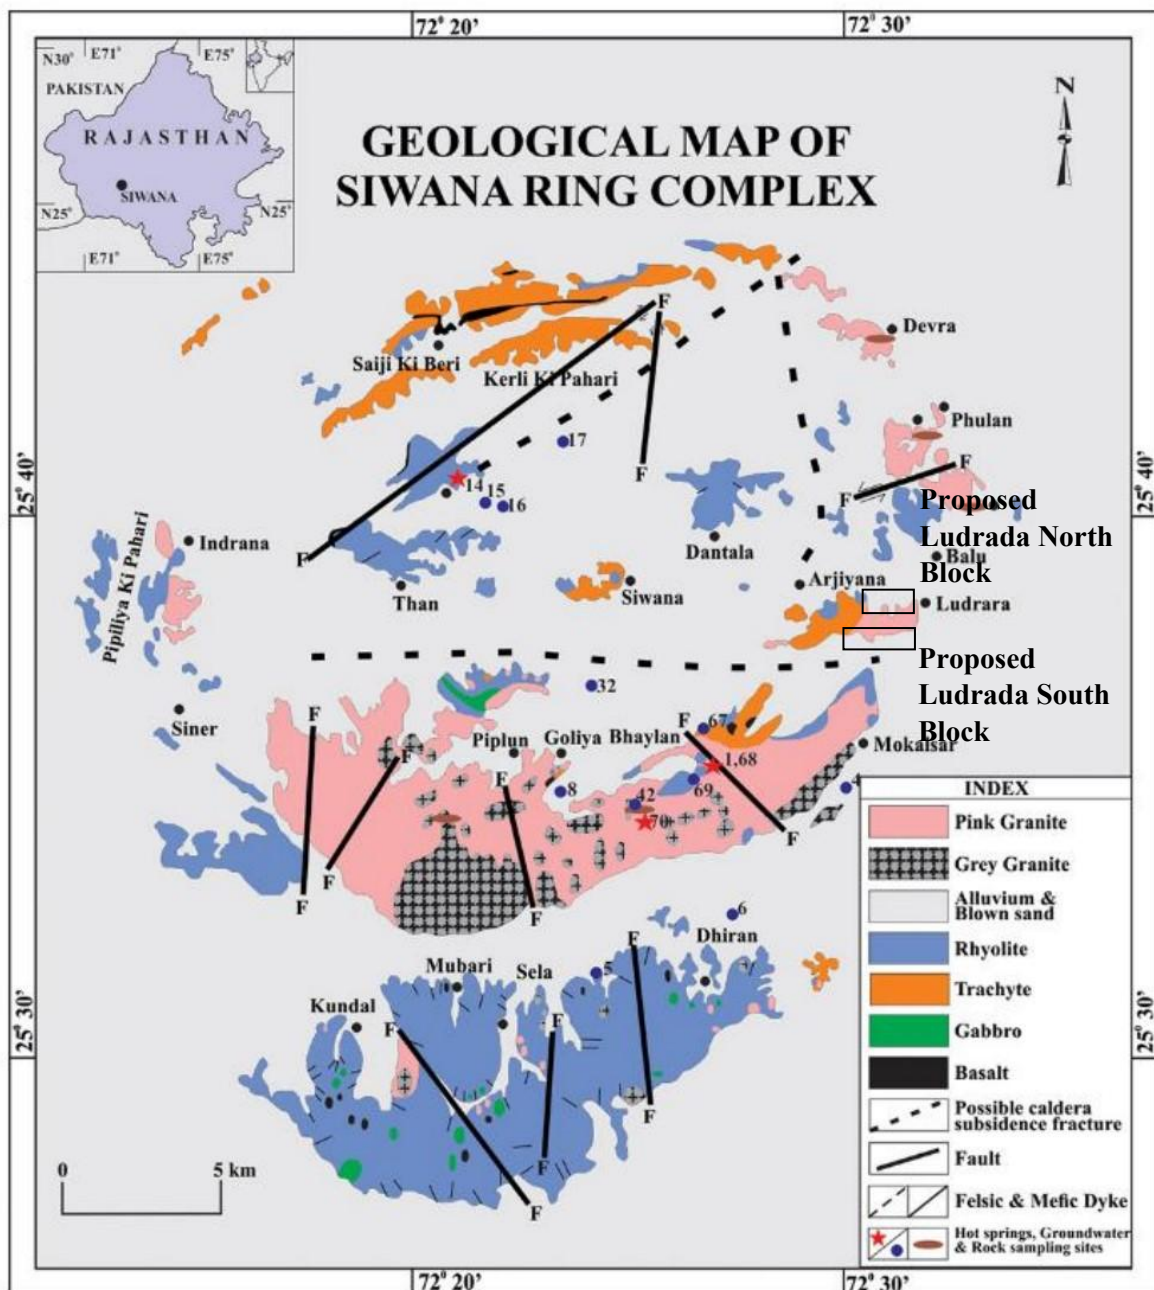 72° 20'
72° 30'
N30°
E71°
E75°
PAKISTAN
RAJASTHAN
SIWANA
N25°
N25°
E71°
E75°
N
GEOLOGICAL MAP OF
SIWANA RING COMPLEX
Devra
Saiji Ki Beri
Kerli Ki Pahari
F
F
F
17
14
15
16
Phulan
F
F
25° 40'
25° 40'
Proposed
Ludrada North
Block
Balu
Indrana
Pipiliya Ki Pahari
Than
Siwana
Dantala
Arjiyana
Ludrara
Proposed
Ludrada South
Block
Siner
32
F
F
F
F
Piplun
Goliya
Bhaylan
F
67
1.68
69
Mokalsar
4
F
8
42
70
F
F
F
6
Dhiran
F
Mubari
Sela
5
Kundal
F
F
F
F
F
25° 30'
25° 30'
0
5 km
INDEX
Pink Granite
Grey Granite
Alluvium &
Blown sand
Rhyolite
Trachyte
Gabbro
Basalt
Possible caldera
subsidence fracture
Fault
Felsic & Mefic Dyke
Hot springs, Groundwater
& Rock sampling sites
72° 20'
72° 30'